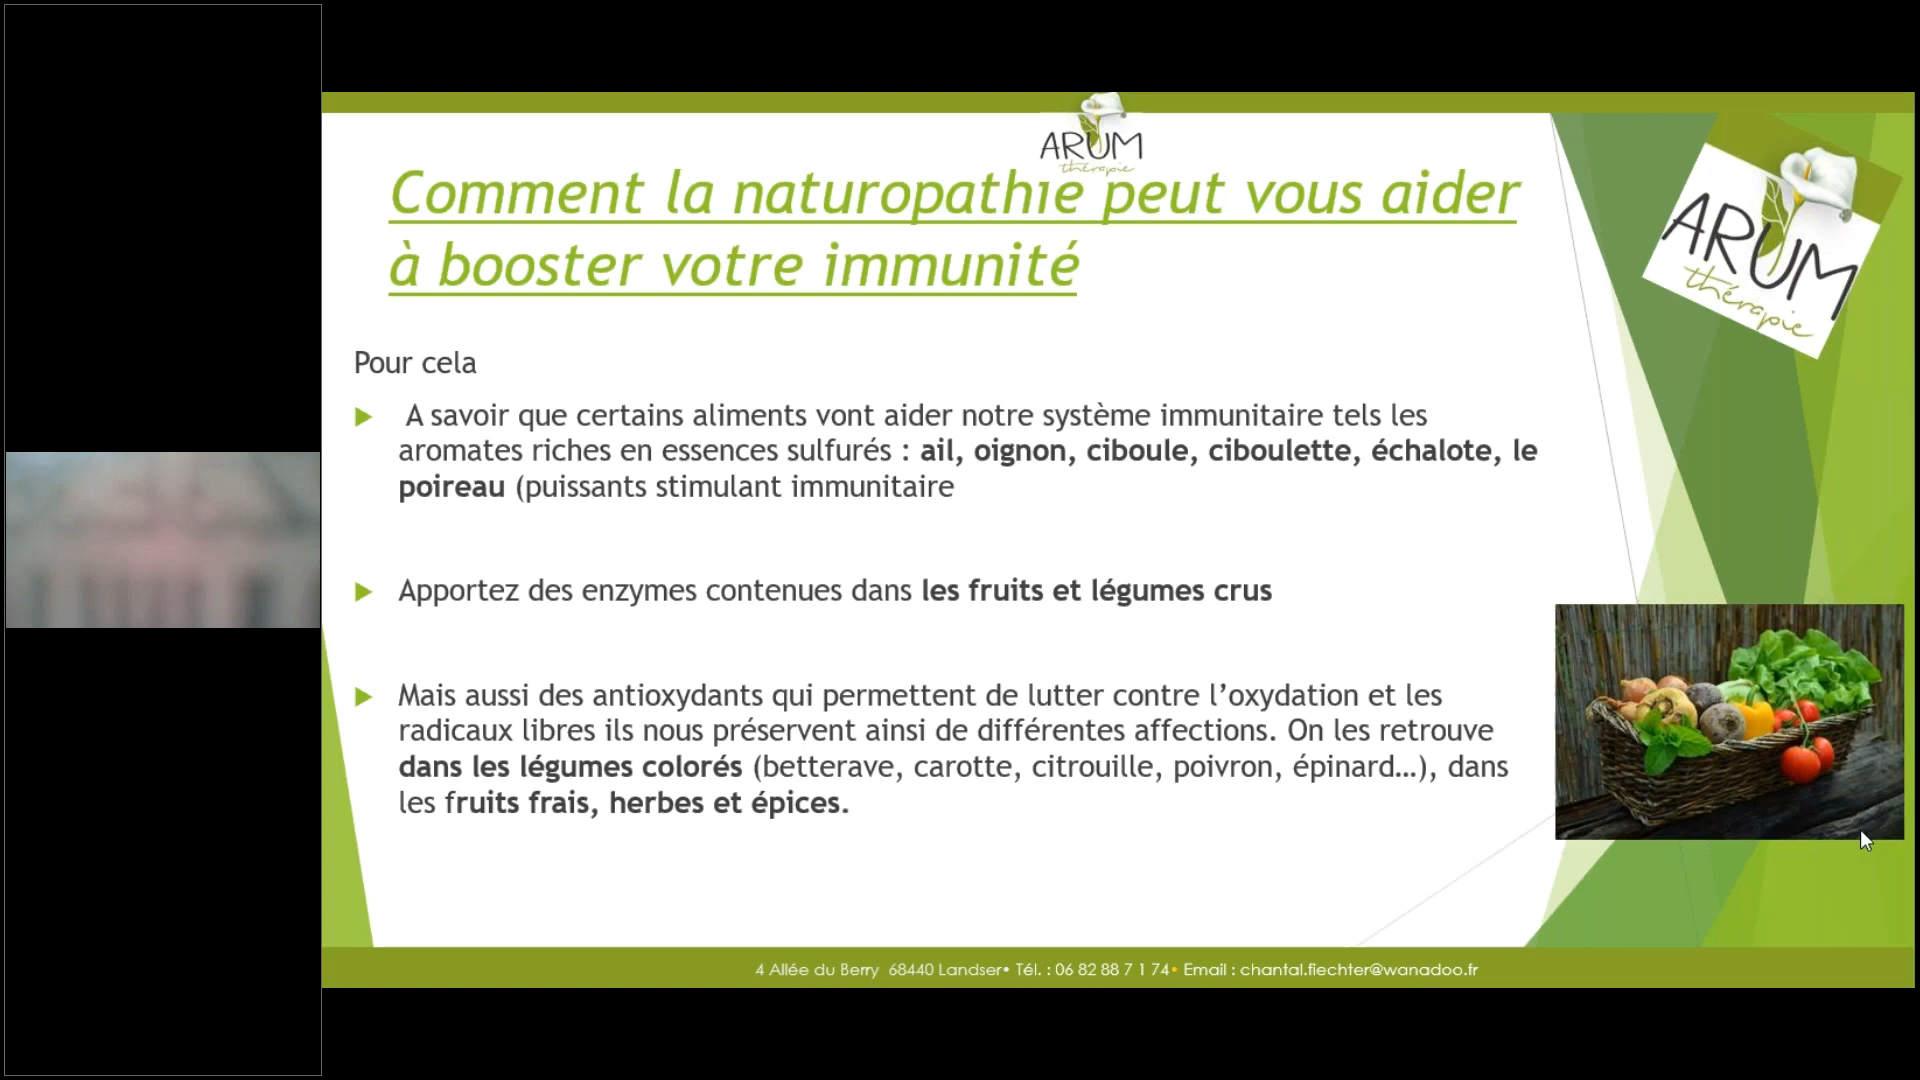 ARUM
thérapie
Comment la naturopathie peut vous aider
à booster votre immunité
ARUM
thérapie
Pour cela
A savoir que certains aliments vont aider notre système immunitaire tels les
aromates riches en essences sulfurés : ail, oignon, ciboule, ciboulette, échalote, le
poireau (puissants stimulant immunitaire
Apportez des enzymes contenues dans les fruits et légumes crus
Mais aussi des antioxydants qui permettent de lutter contre l’oxydation et les
radicaux libres ils nous préservent ainsi de différentes affections. On les retrouve
dans les légumes colorés (betterave, carotte, citrouille, poivron, épinard…), dans
les fruits frais, herbes et épices.
4 Allée du Berry 68440 Landser• Tél. : 06 82 88 7 1 74• Email : chantal.fiechter@wanadoo.fr